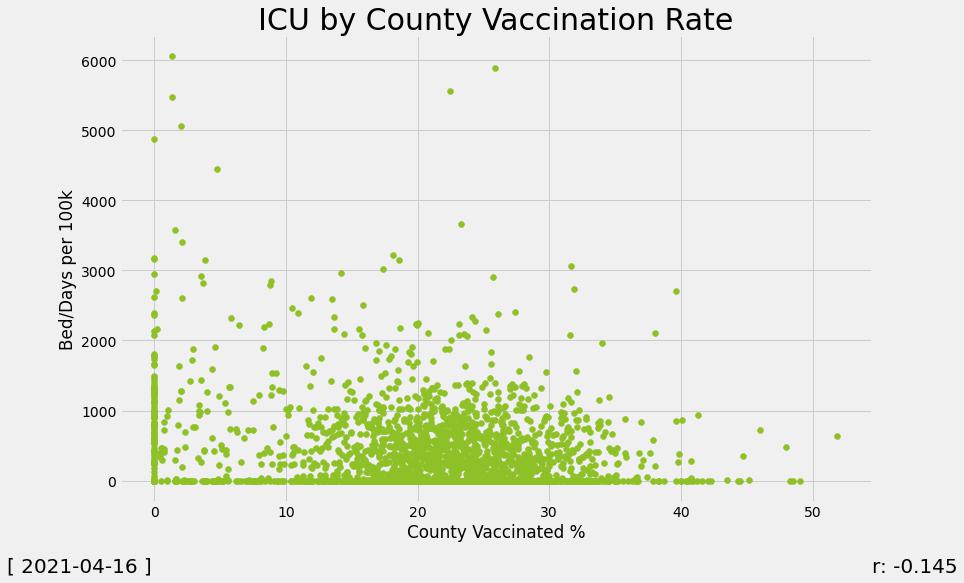 ICU by County Vaccination Rate
6000
5000
4000
3000
2000
1000
0
Bed/Days per 100k
0 10 20 30 40 50
County Vaccinated %
[ 2021-04-16 ]
r: -0.145